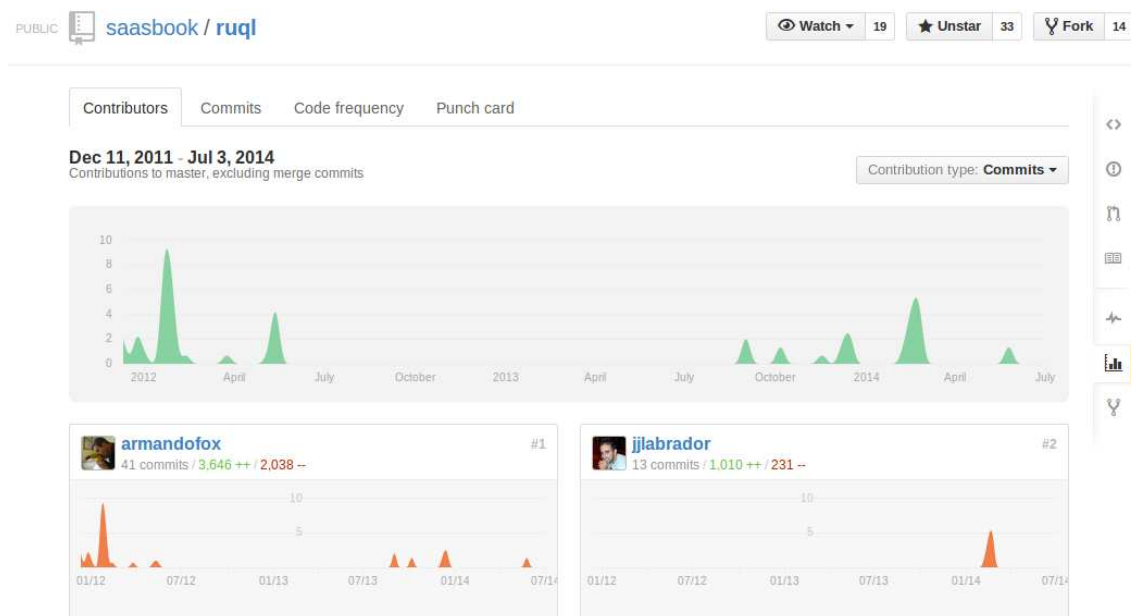 PUBLIC saasbook / ruql Watch 19 Unstar 33 Fork 14
Contributors Commits Code frequency Punch card
Dec 11, 2011 - Jul 3, 2014
Contributions to master, excluding merge commits
Contribution type: Commits
10
8
6
4
2
0
2012 April July October 2013 April July October 2014 April July
armandofox #1
41 commits / 3,646 ++ / 2,038 --
10
5
01/12 07/12 01/13 07/13 01/14 07/14
jjlabrador #2
13 commits / 1,010 ++ / 231 --
10
5
01/12 07/12 01/13 07/13 01/14 07/14